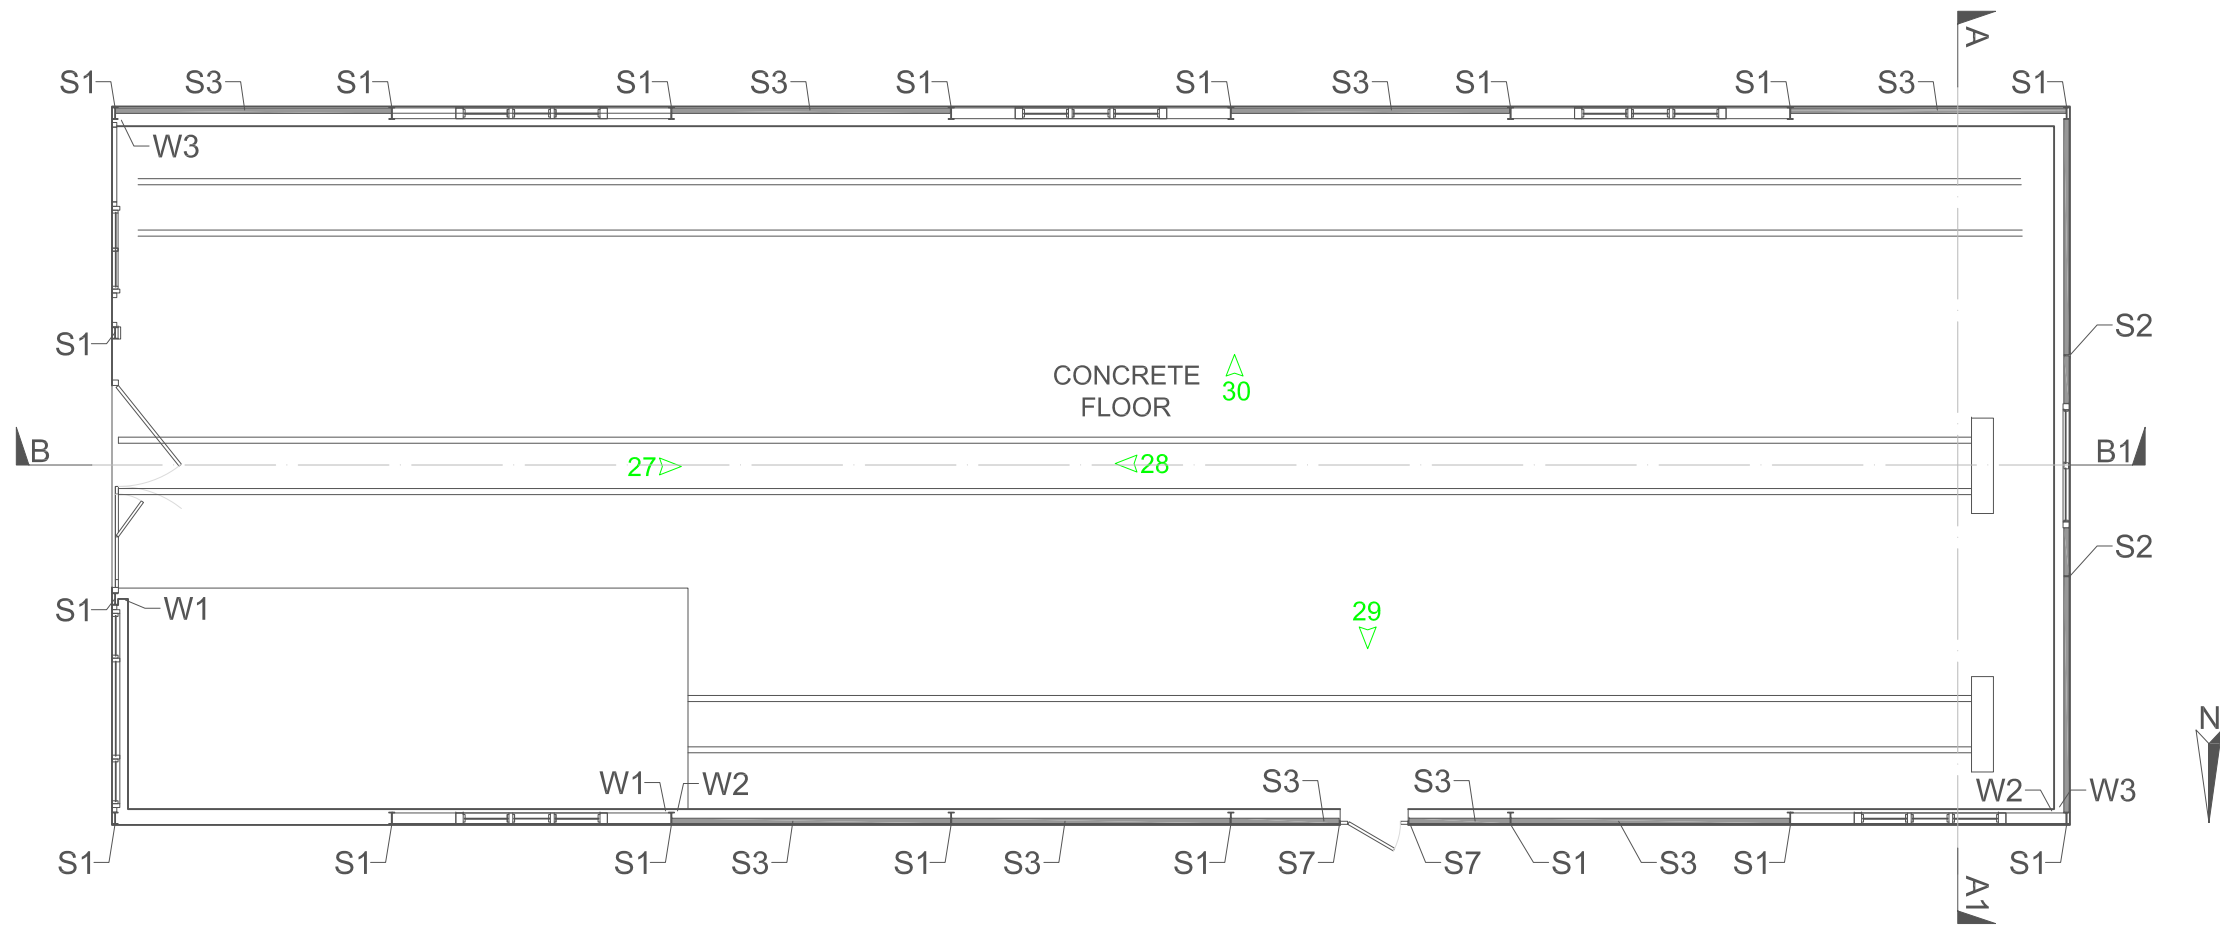 A
S1 S3 S1 S1 S3 S1 S1 S3 S1 S1 S3 S1
W3
S1
S2
CONCRETE
FLOOR
30
B
27
28
B1
S2
S1
W1
29
N
W1 W2
S3 S3
W2 W3
S1 S1 S1 S3 S1 S3 S1 S7 S7 S1 S3 S1 S1
A1